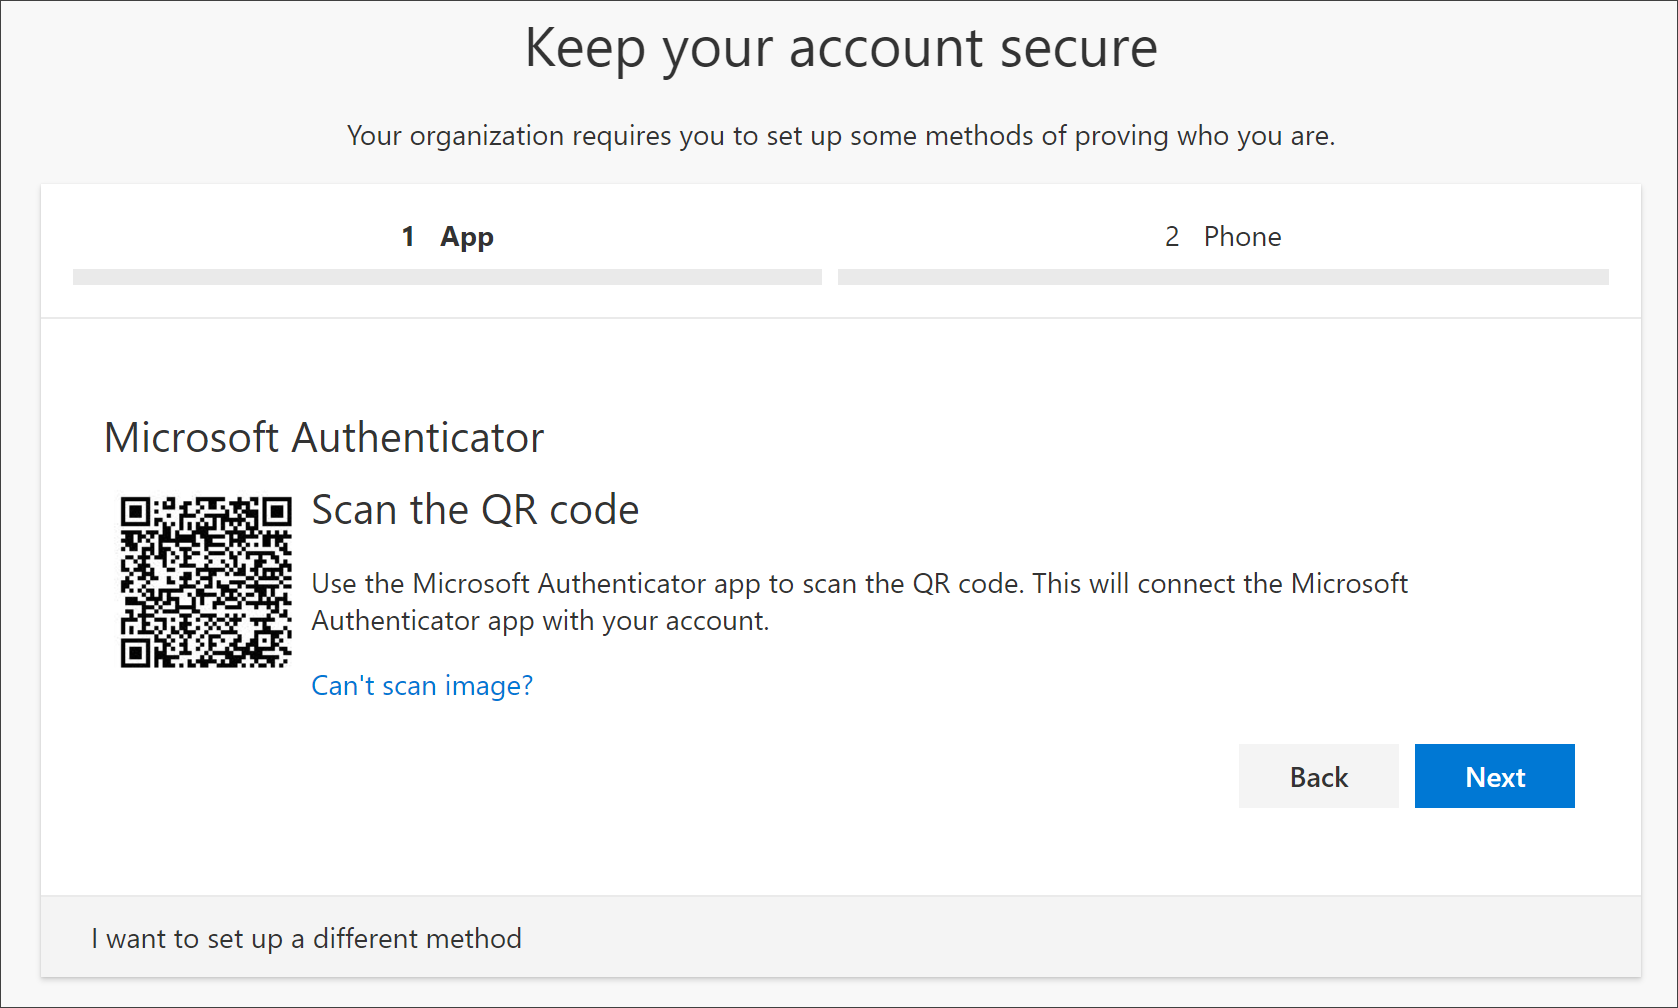 Keep your account secure
Your organization requires you to set up some methods of proving who you are.
1 App
2 Phone
Microsoft Authenticator
Scan the QR code
Use the Microsoft Authenticator app to scan the QR code. This will connect the Microsoft
Authenticator app with your account.
Can't scan image?
Back
Next
I want to set up a different method